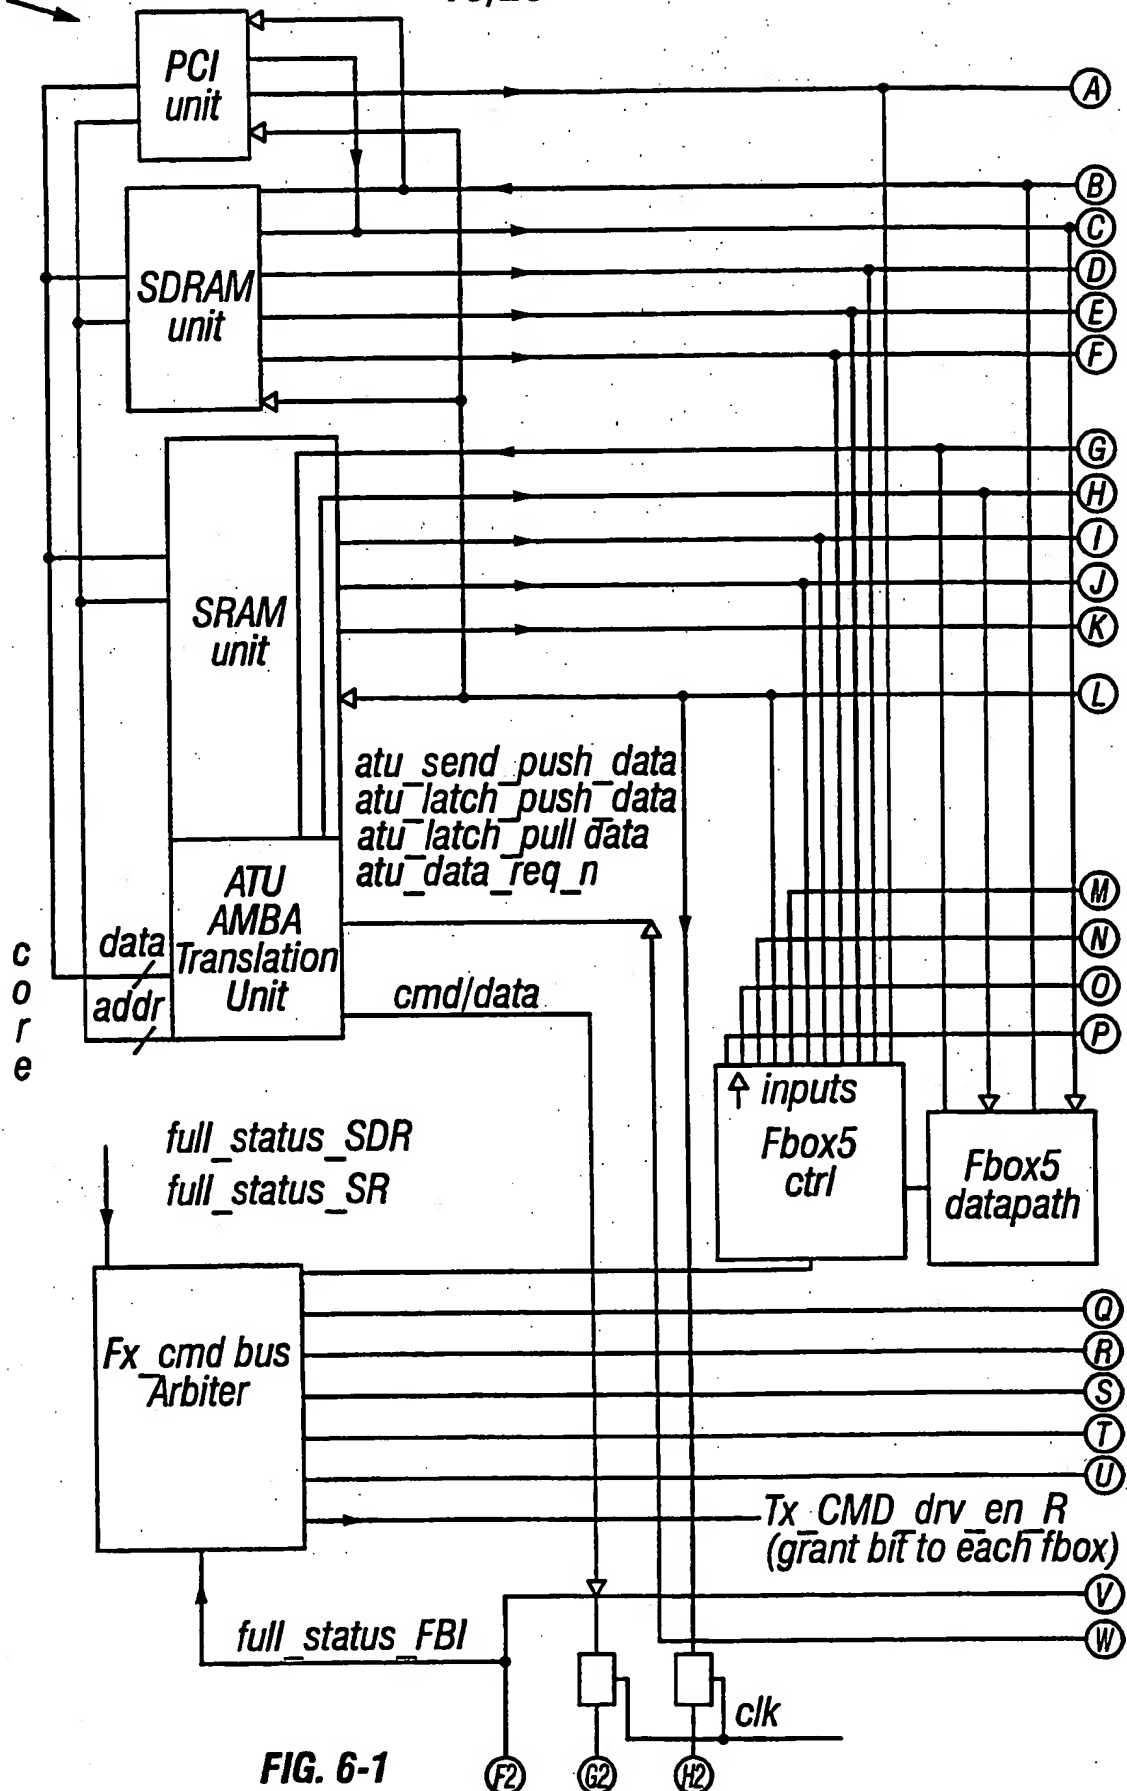 PCI
unit
A
B
C
SDRAM
unit
D
E
F
G
H
I
J
SRAM
unit
K
L
atu_send_push_data
atu_latch_push_data
atu_latch_pull data
atu_data_req_n
ATU
AMBA
Translation
Unit
M
N
O
P
core
data
addr
cmd/data
inputs
Fbox5
ctrl
Fbox5
datapath
full_status_SDR
full_status_SR
Fx_cmd bus
Arbiter
Q
R
S
T
U
Tx_CMD_drv_en_R
(grant bit to each fbox)
V
W
full_status_FBI
clk
FIG. 6-1
F2
G2
H2